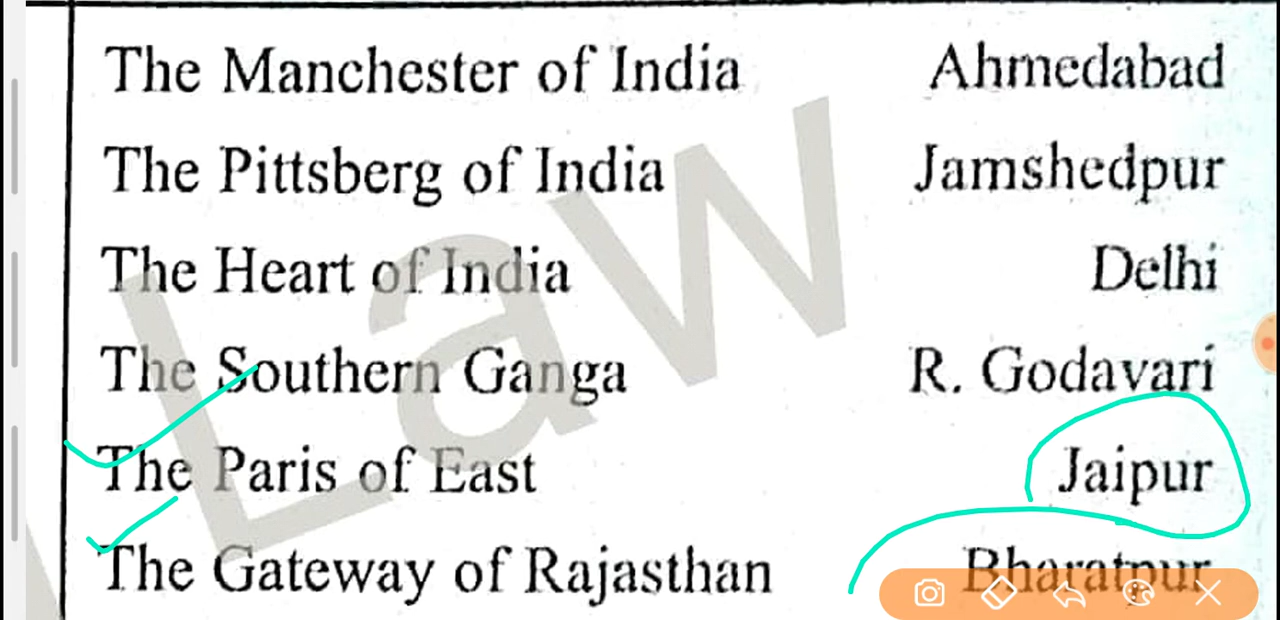 The Manchester of India Ahmedabad
The Pittsberg of India Jamshedpur
The Heart of India Delhi
The Southern Ganga R. Godavari
The Paris of East Jaipur
The Gateway of Rajasthan Bharatpur
Law